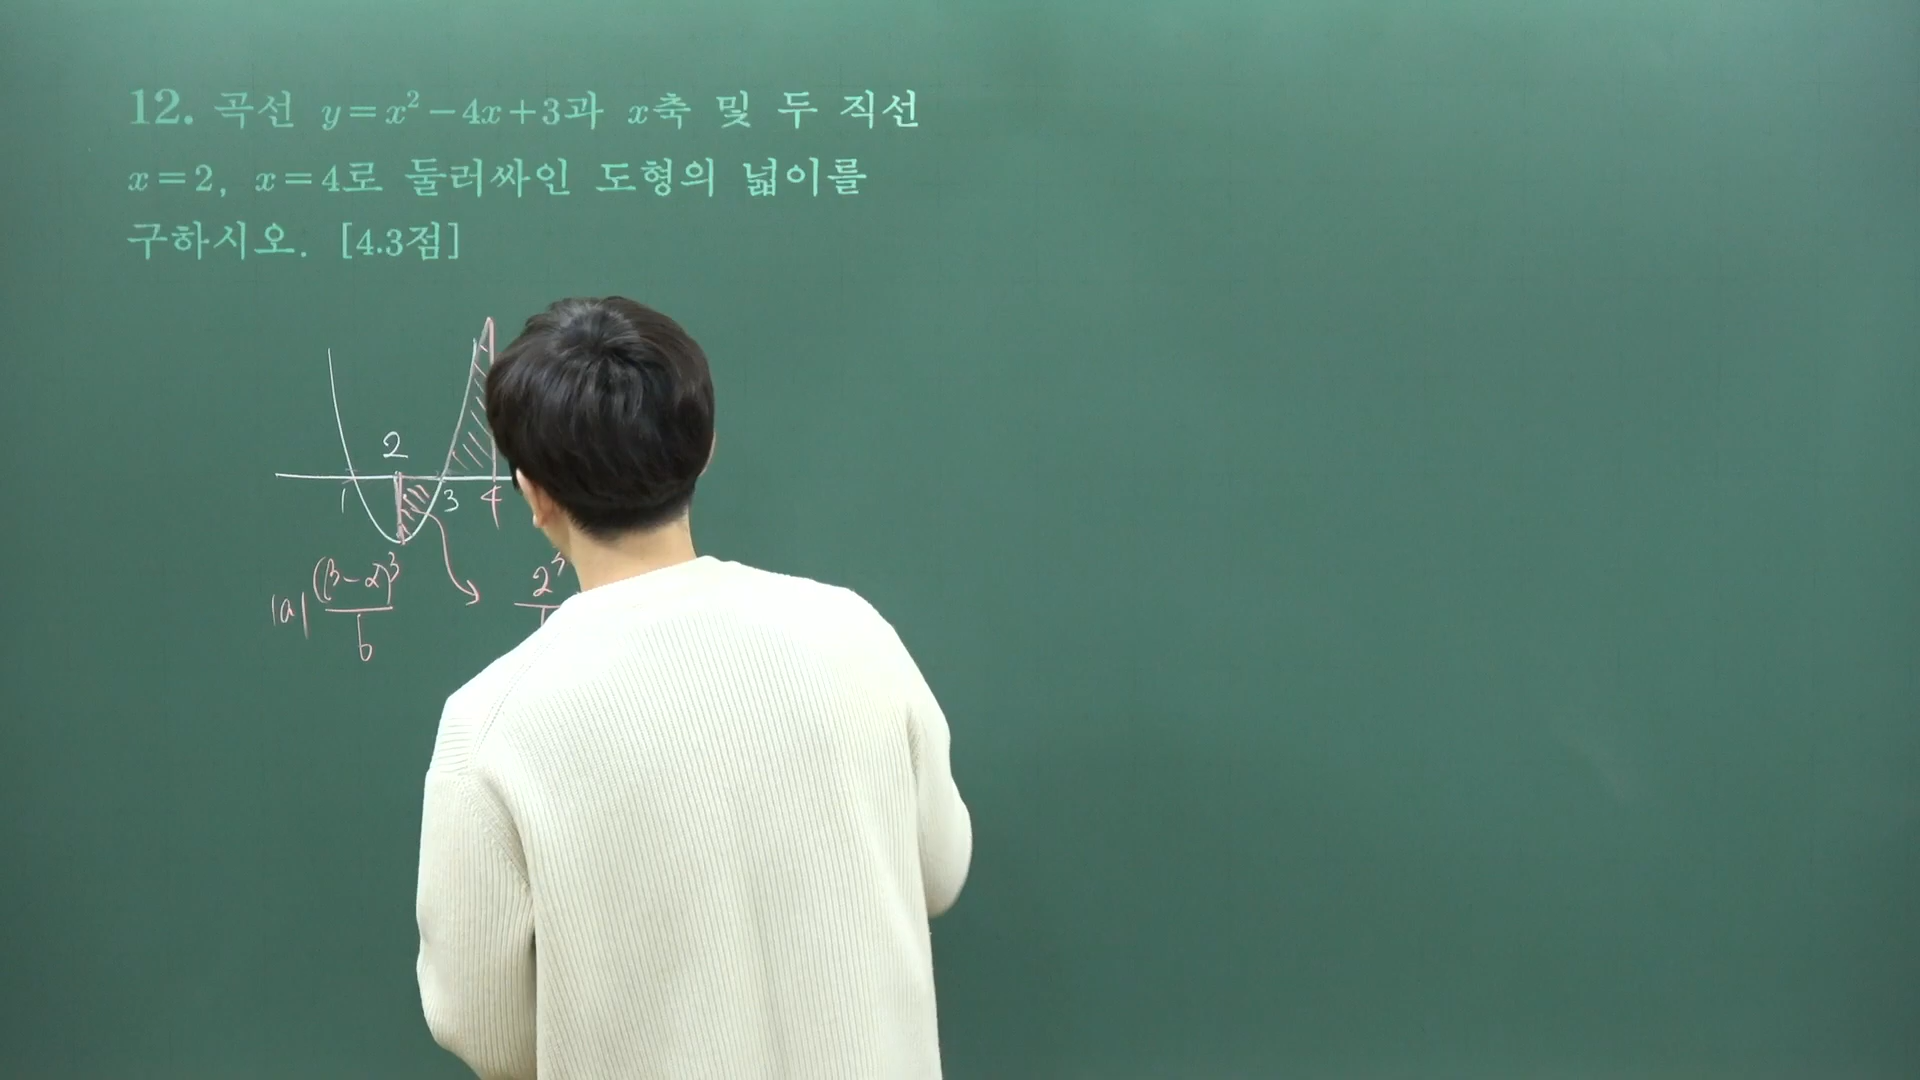 12. 곡선 y=x²-4x+3과 x축 및 두 직선
x=2, x=4로 둘러싸인 도형의 넓이를
구하시오. [4.3점]
2
1 3 4
|a| (β-α)³/6
2³